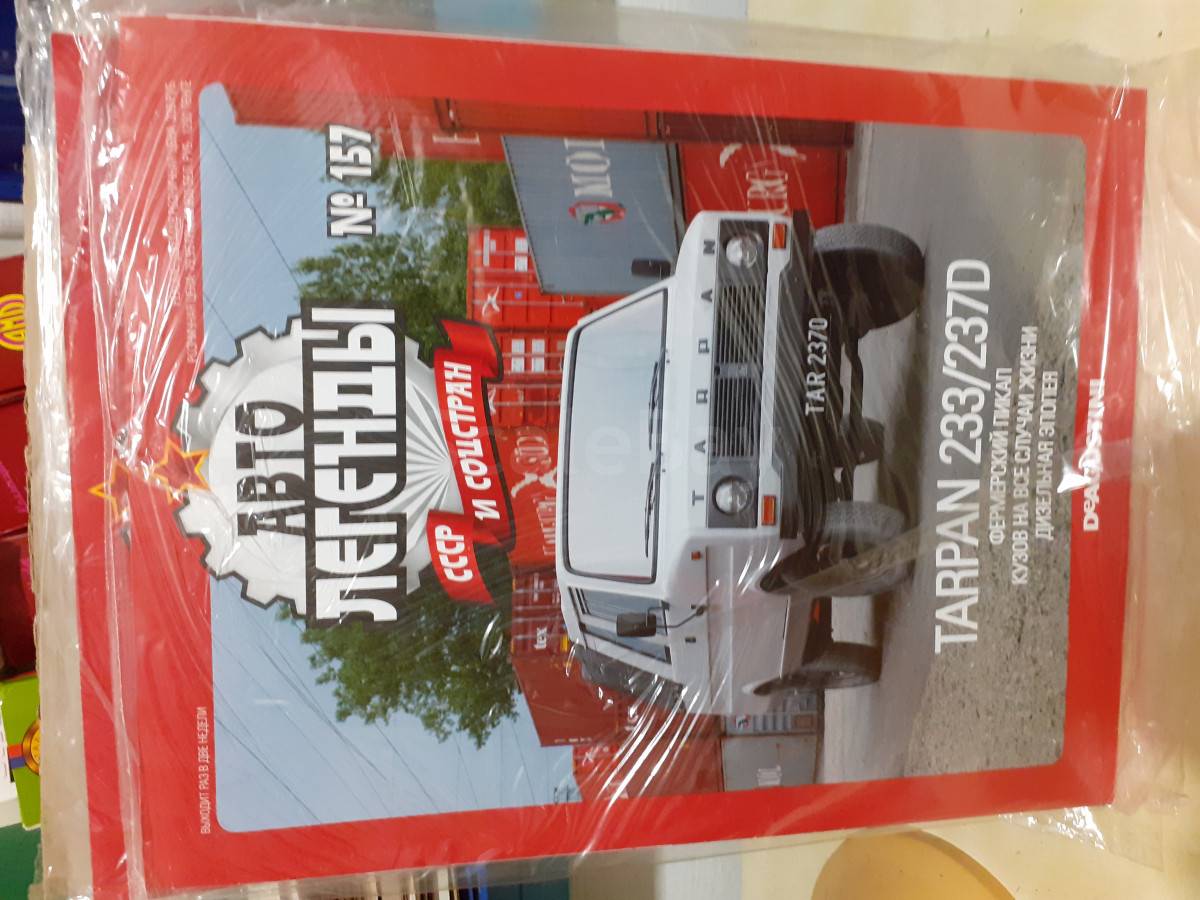 ВЫХОДИТ РАЗ В ДВЕ НЕДЕЛИ
№ 157
АВТО
ЛЕГЕНДЫ
СССР
И СОЦСТРАН
TARPAN
TAR 2370
TARPAN 233/237D
ФЕРМЕРСКИЙ ПИКАП
КУЗОВ НА ВСЕ СЛУЧАИ ЖИЗНИ
ДИЗЕЛЬНАЯ ЭПОПЕЯ
DeAGOSTINI